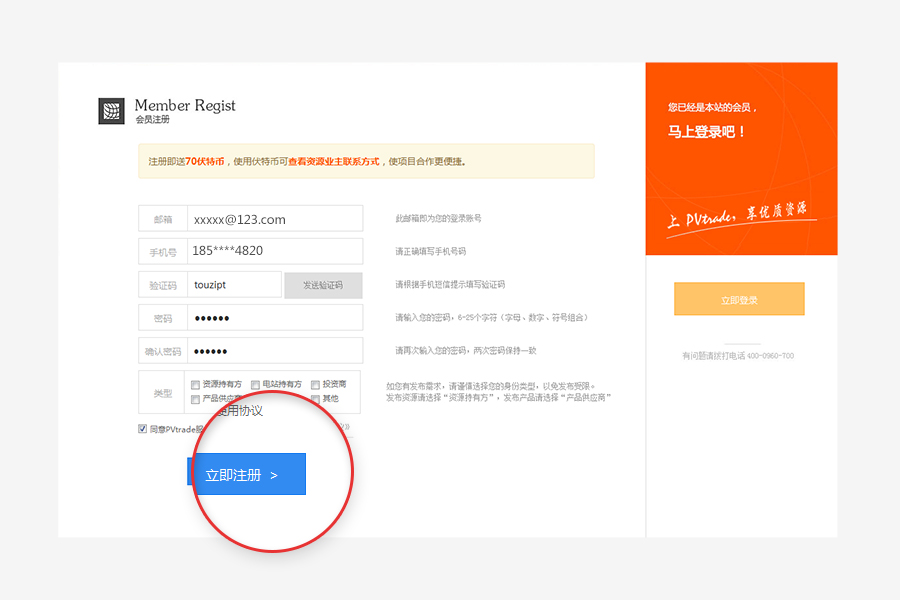 Member Regist
会员注册
注册即送70伏特币，使用伏特币可查看资源业主联系方式，使项目合作更便捷。
邮箱 xxxxx@123.com 此邮箱即为您的登录账号
手机号 185****4820 请正确填写手机号码
验证码 touzipt 发送验证码 请根据手机短信提示填写验证码
密码 •••••• 请输入您的密码，6-25个字符（字母、数字、符号组合）
确认密码 •••••• 请再次输入您的密码，两次密码保持一致
类型 资源持有方 电站持有方 投资商
产品供应商 其他
如您有发布需求，请谨慎选择您的身份类型，以免发布受限。
发布资源请选择“资源持有方”，发布产品请选择“产品供应商”
使用协议
同意PVtrade服
立即注册 >
您已经是本站的会员，
马上登录吧！
上 PVtrade，享优质资源
立即登录
有问题请拨打电话 400-0960-700